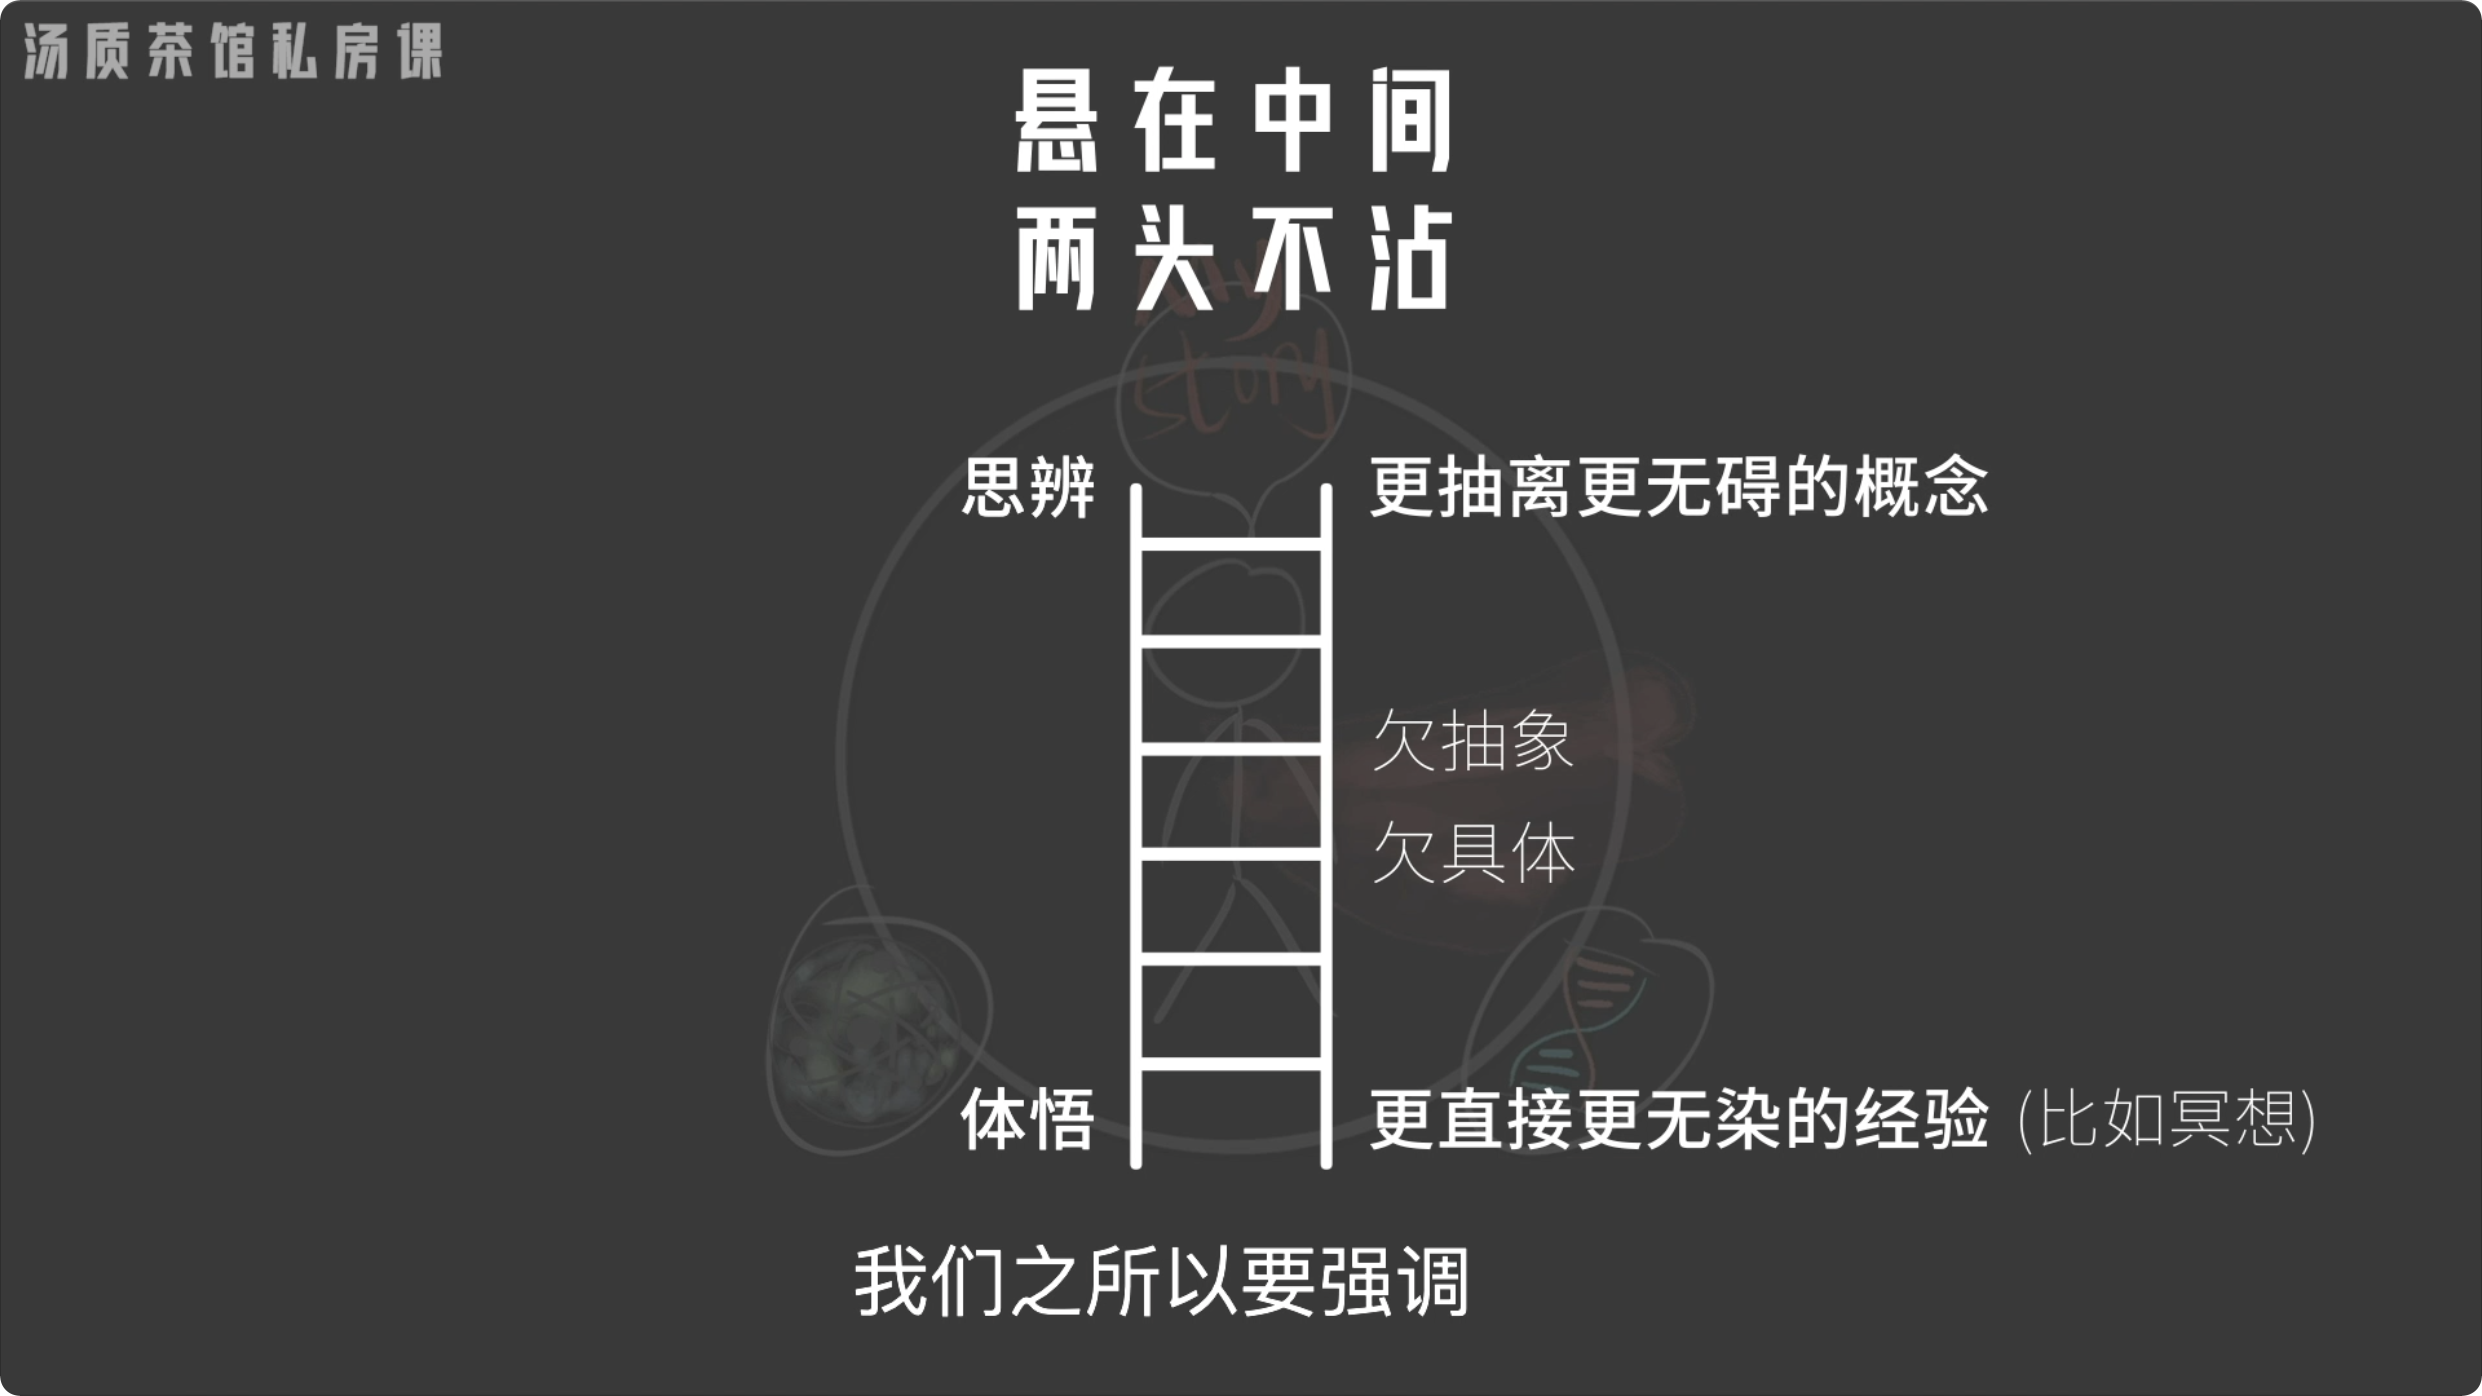 汤质茶馆私房课
悬在中间
两头不沾
my
story
思辨
更抽离更无碍的概念
欠抽象
欠具体
体悟
更直接更无染的经验 (比如冥想)
我们之所以要强调